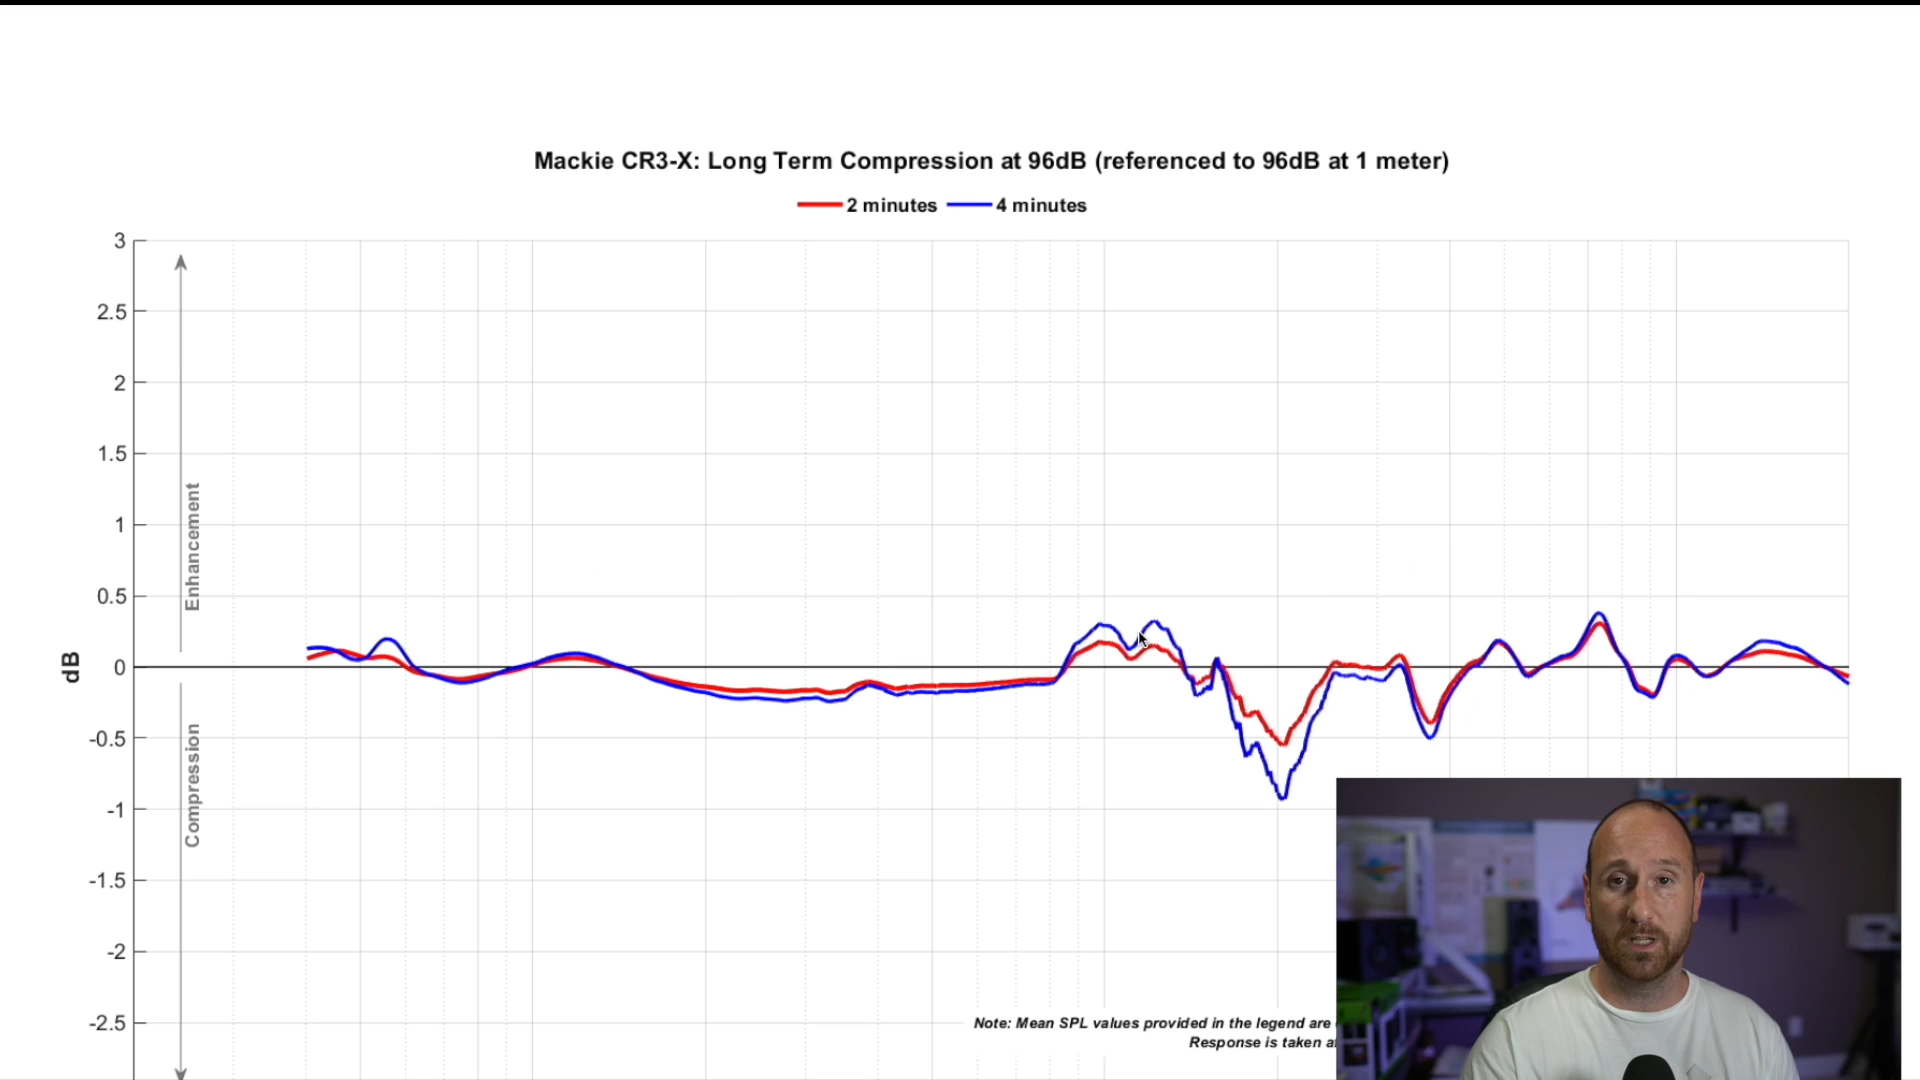 Mackie CR3-X: Long Term Compression at 96dB (referenced to 96dB at 1 meter)
2 minutes 4 minutes
3
2.5
2
1.5
1
0.5
0
-0.5
-1
-1.5
-2
-2.5
dB
Enhancement
Compression
Note: Mean SPL values provided in the legend are
Response is taken